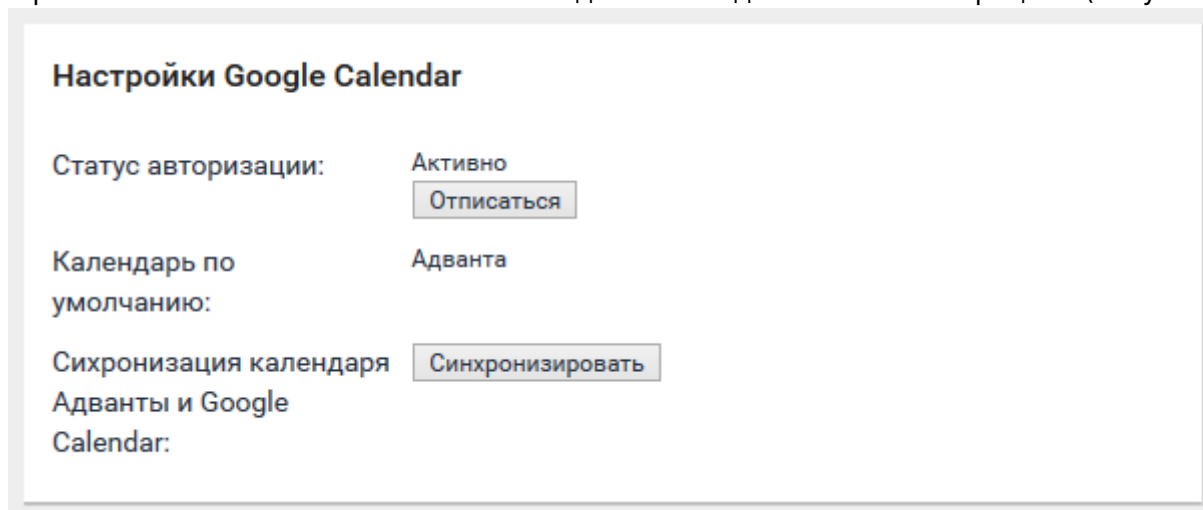 Настройки Google Calendar
Статус авторизации:
Активно
Отписаться
Календарь по
умолчанию:
Адванта
Сихронизация календаря
Адванты и Google
Calendar:
Синхронизировать